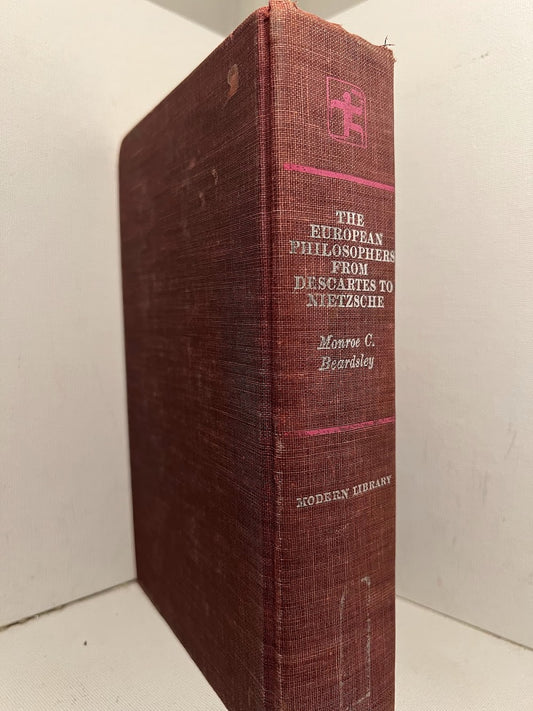 THE
EUROPEAN
PHILOSOPHERS
FROM
DESCARTES TO
NIETZSCHE
Monroe C.
Beardsley
MODERN LIBRARY